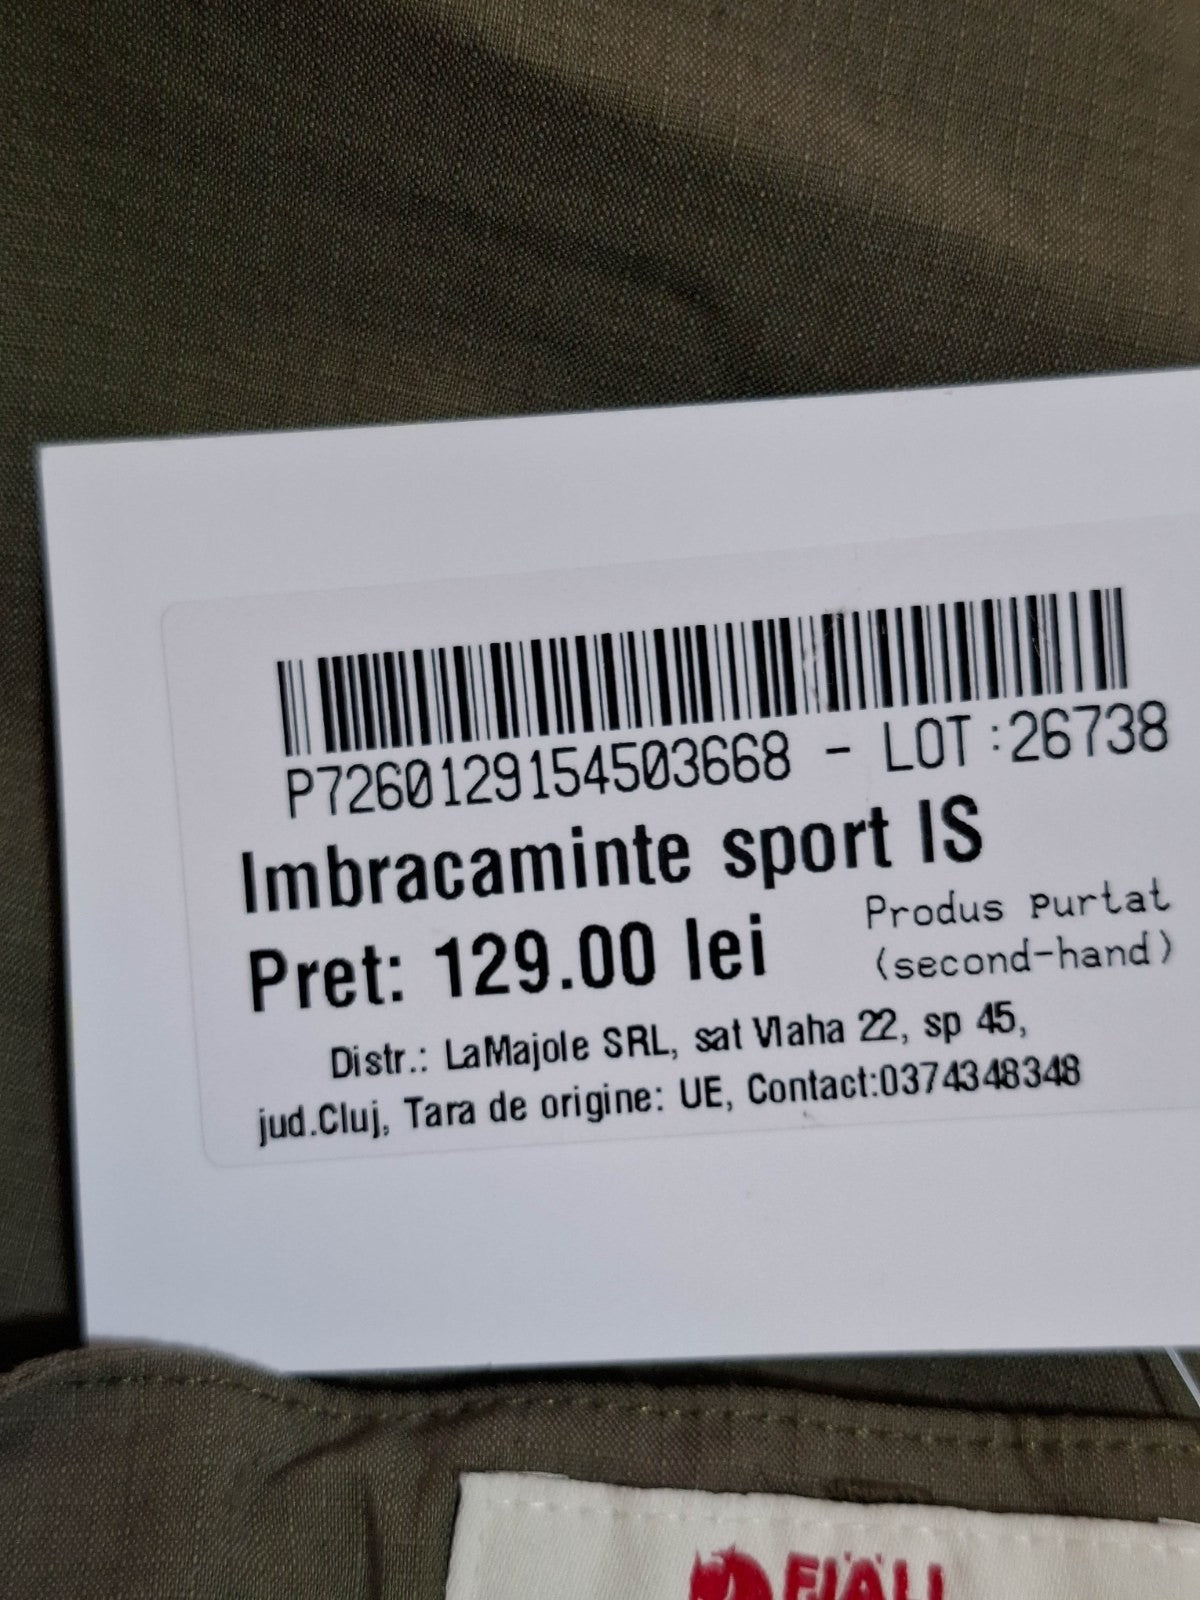 P7260129154503668 - LOT:26738
Imbracaminte sport IS
Pret: 129.00 lei
Produs purtat
(second-hand)
Distr.: LaMajole SRL, sat Vlaha 22, sp 45,
jud.Cluj, Tara de origine: UE, Contact:0374348348
FJÄLL